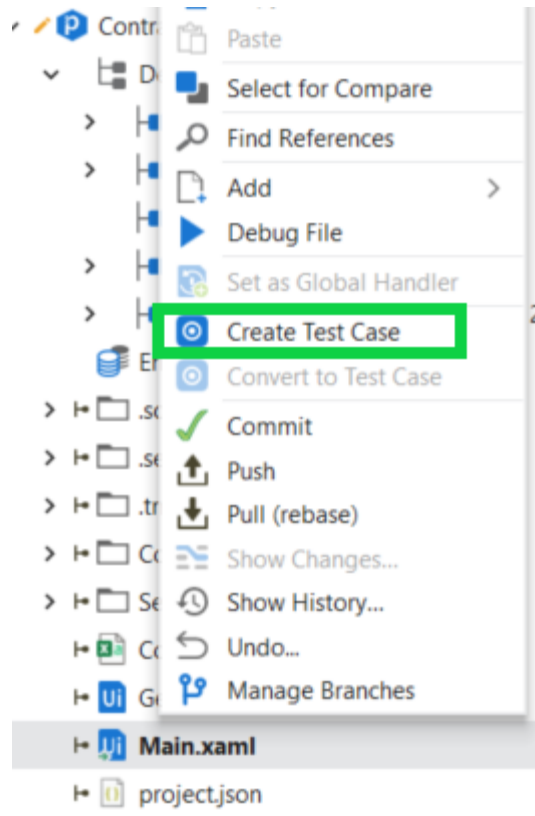 Contr
Paste
Select for Compare
Find References
Add
Debug File
Set as Global Handler
Create Test Case
Convert to Test Case
Commit
Push
Pull (rebase)
Show Changes...
Show History...
Undo...
Manage Branches
Main.xaml
project.json